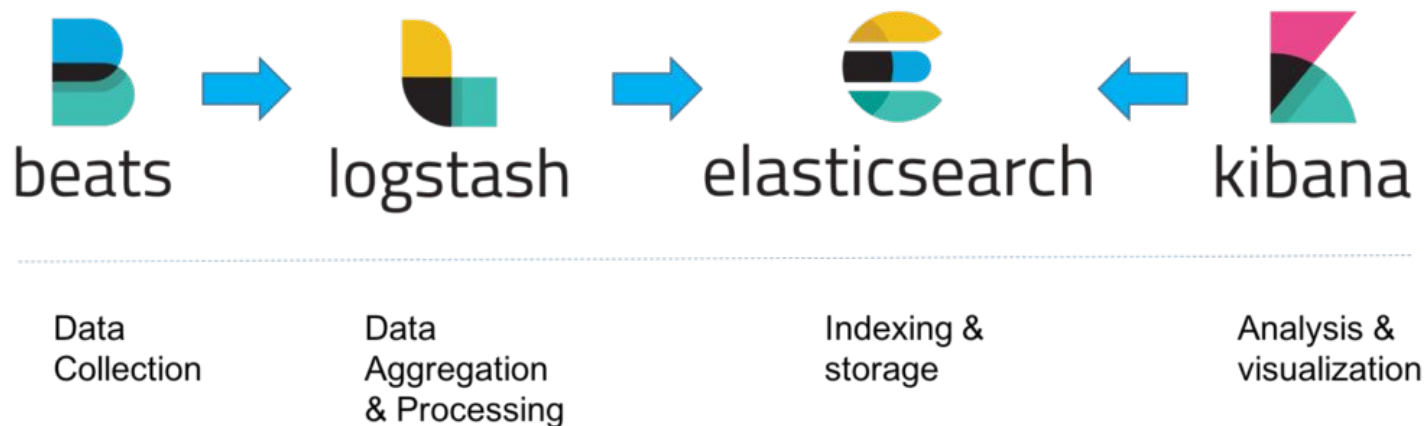 beats
logstash
elasticsearch
kibana
Data
Collection
Data
Aggregation
& Processing
Indexing &
storage
Analysis &
visualization